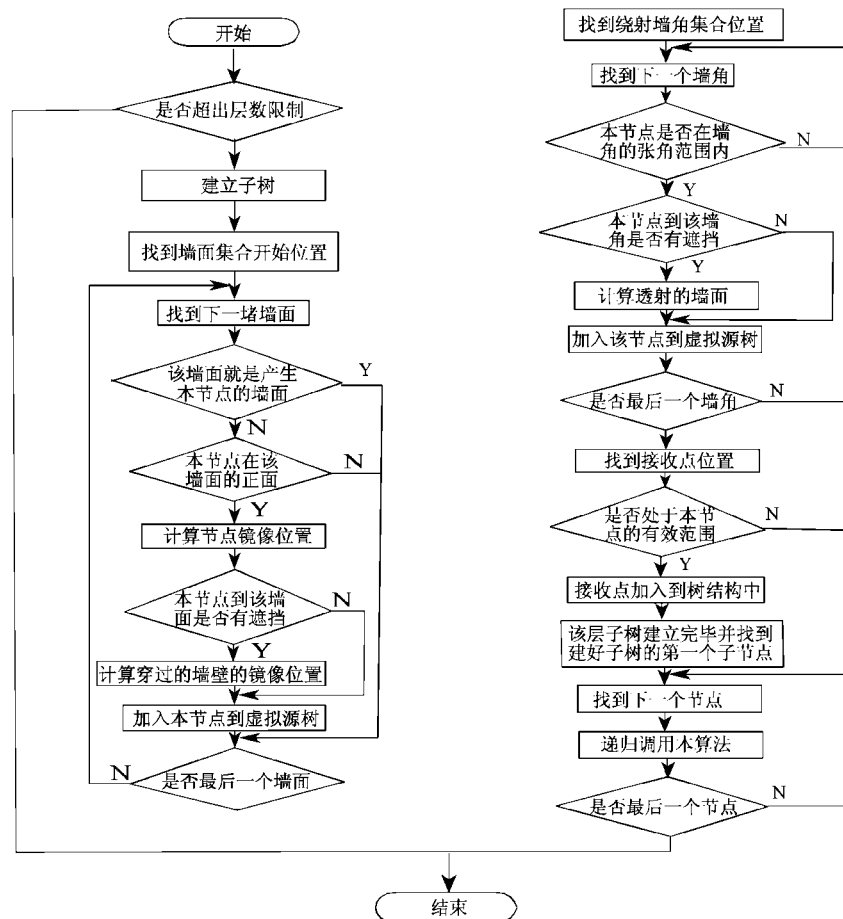 开始
是否超出层数限制
建立子树
找到墙面集合开始位置
找到下一堵墙面
该墙面就是产生
本节点的墙面
Y
N
本节点在该
墙面的正面
N
Y
计算节点镜像位置
本节点到该墙
面是否有遮挡
N
Y
计算穿过的墙壁的镜像位置
加入本节点到虚拟源树
N
是否最后一个墙面
找到绕射墙角集合位置
找到下一个墙角
本节点是否在墙
角的张角范围内
N
Y
本节点到该墙
角是否有遮挡
N
Y
计算透射的墙面
加入该节点到虚拟源树
是否最后一个墙角
N
找到接收点位置
是否处于本节
点的有效范围
N
Y
接收点加入到树结构中
该层子树建立完毕并找到
建好子树的第一个子节点
找到下一个节点
递归调用本算法
是否最后一个节点
N
结束